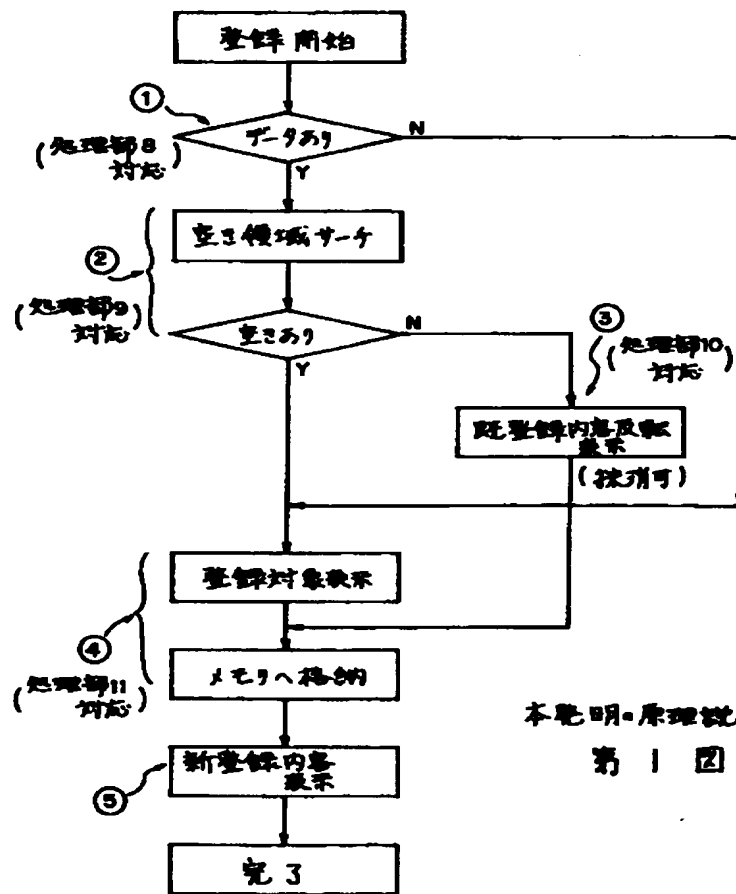 登録開始
①
データあり
N
(処理部8
対応)
Y
空き領域サーチ
②
(処理部9
対応)
空きあり
N
Y
③
(処理部10
対応)
既登録内容反転
表示
(抹消可)
登録対象表示
④
メモリへ格納
(処理部11
対応)
新登録内容
表示
⑤
完了
本発明の原理説
第1図